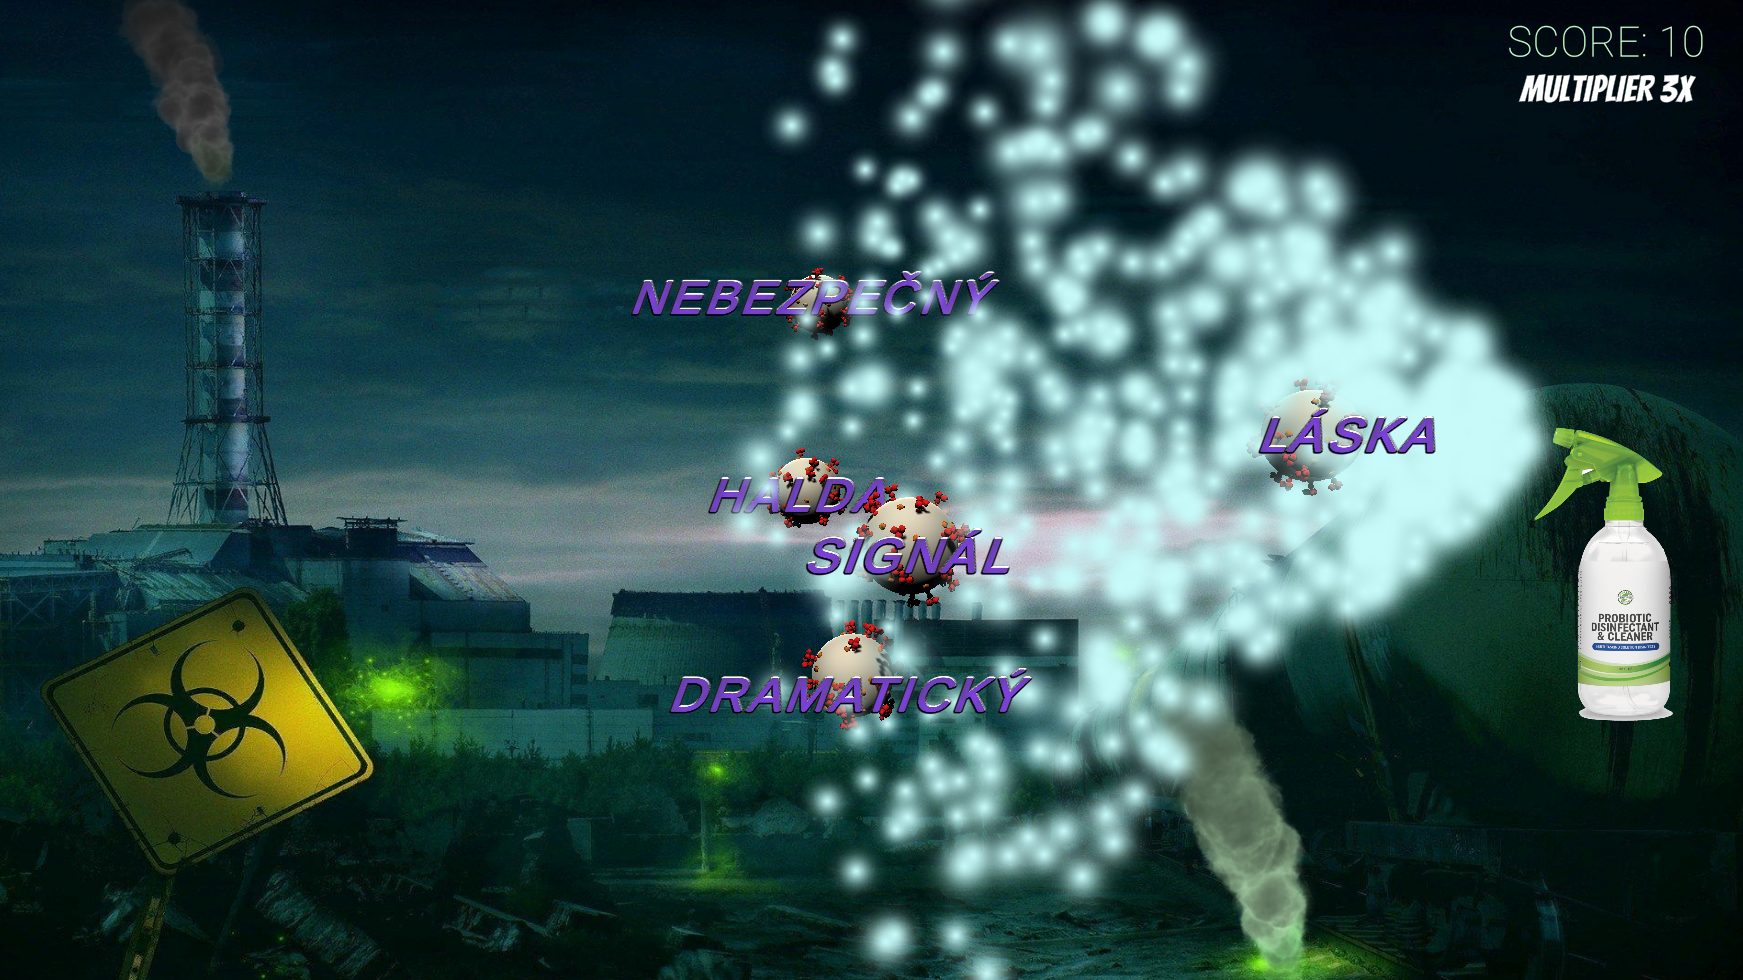 SCORE: 10
MULTIPLIER 3X
NEBEZPEČNÝ
LÁSKA
HALDA
SIGNÁL
DRAMATICKÝ
PROBIOTIC
DISINFECTANT
& CLEANER